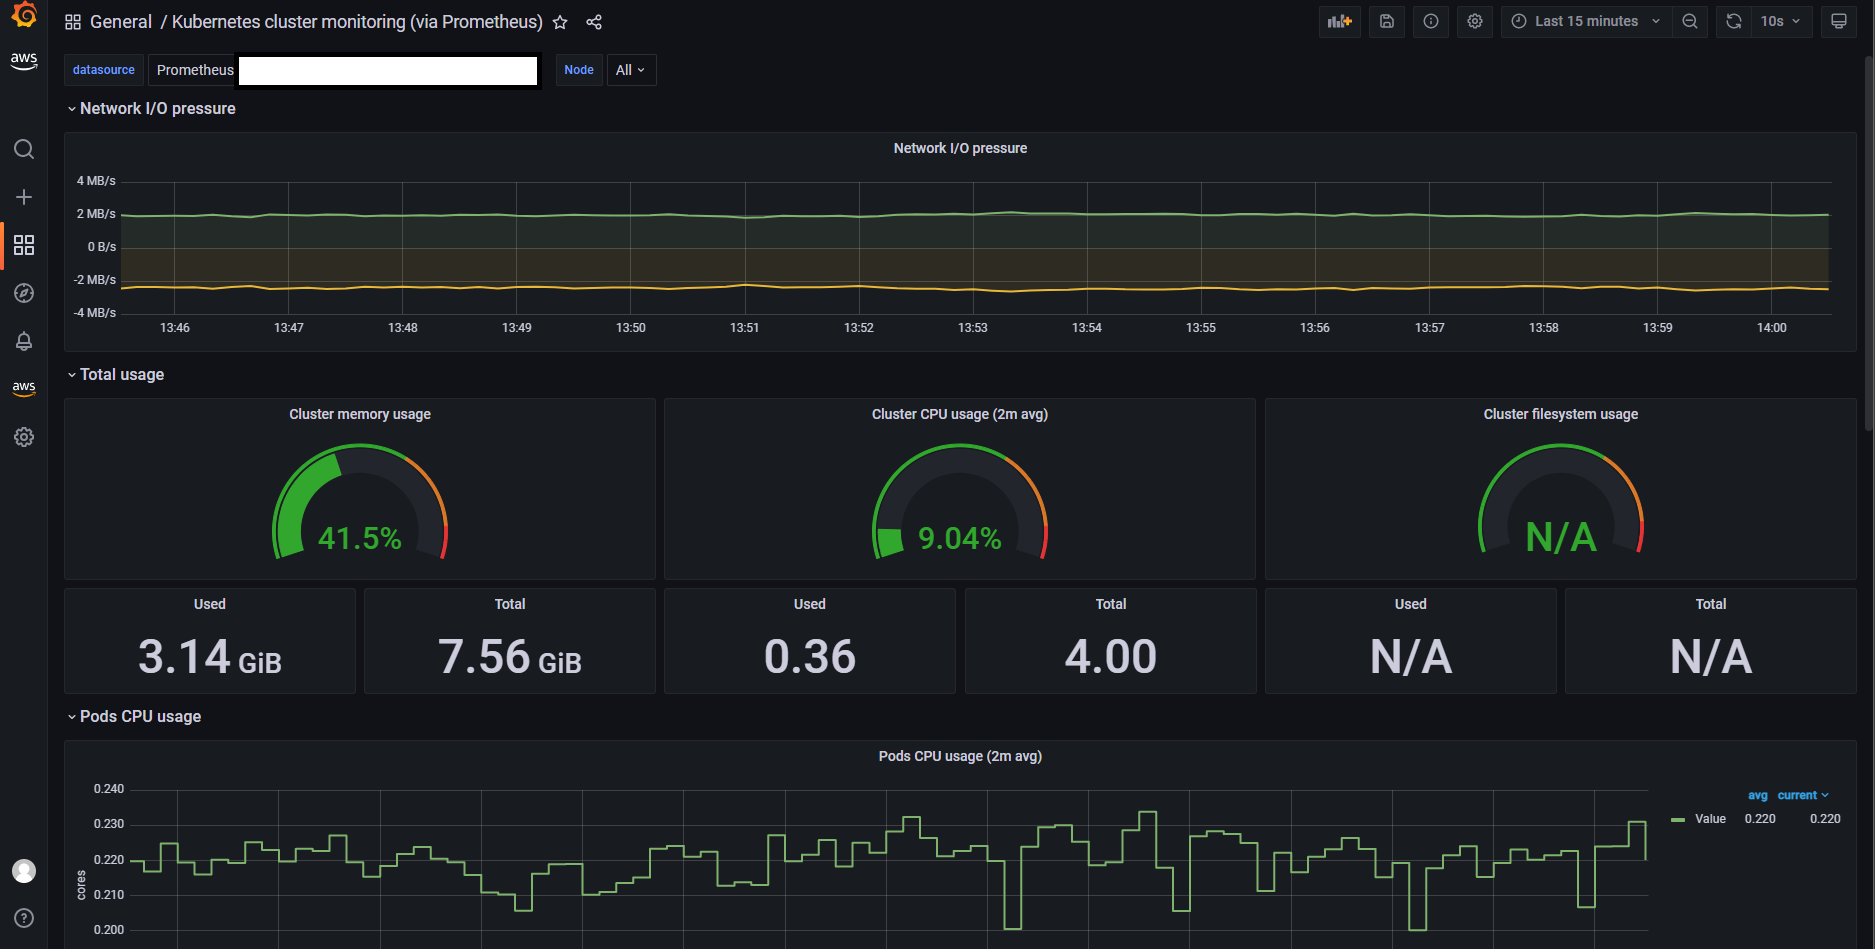 General / Kubernetes cluster monitoring (via Prometheus)
Last 15 minutes
10s
aws
datasource
Prometheus
Node
All
Network I/O pressure
Network I/O pressure
4 MB/s
2 MB/s
0 B/s
-2 MB/s
-4 MB/s
13:46 13:47 13:48 13:49 13:50 13:51 13:52 13:53 13:54 13:55 13:56 13:57 13:58 13:59 14:00
Total usage
aws
Cluster memory usage
41.5%
Cluster CPU usage (2m avg)
9.04%
Cluster filesystem usage
N/A
Used
3.14 GiB
Total
7.56 GiB
Used
0.36
Total
4.00
Used
N/A
Total
N/A
Pods CPU usage
Pods CPU usage (2m avg)
cores
0.240
0.230
0.220
0.210
0.200
avg current
Value 0.220 0.220